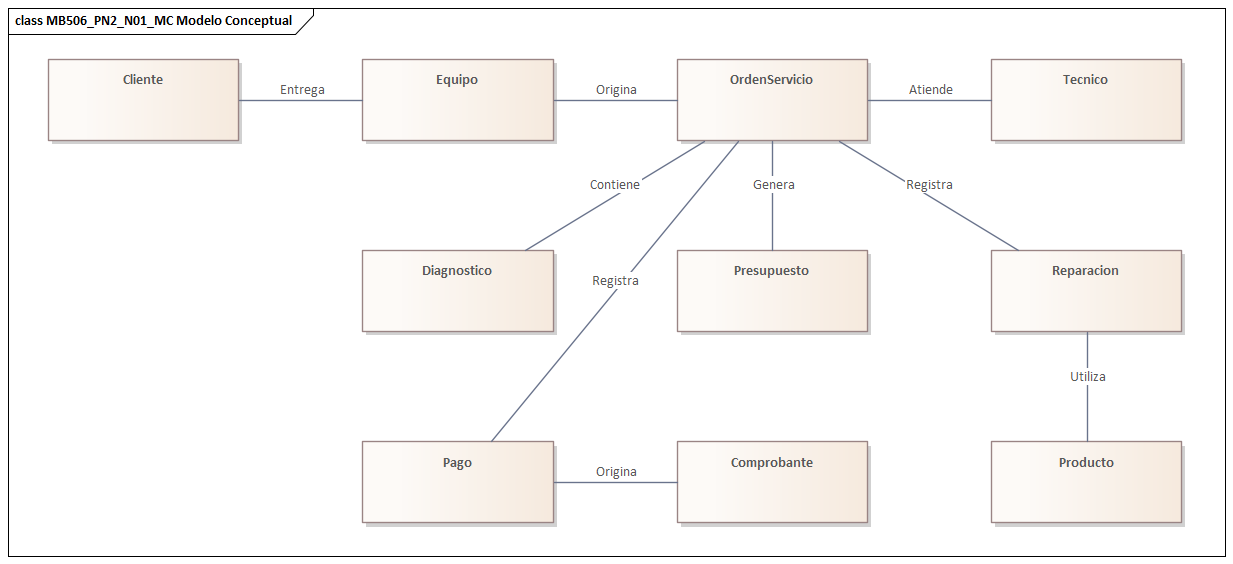 class MB506_PN2_N01_MC Modelo Conceptual
Cliente
Entrega
Equipo
Origina
OrdenServicio
Atiende
Tecnico
Contiene
Genera
Registra
Diagnostico
Registra
Presupuesto
Reparacion
Utiliza
Pago
Origina
Comprobante
Producto